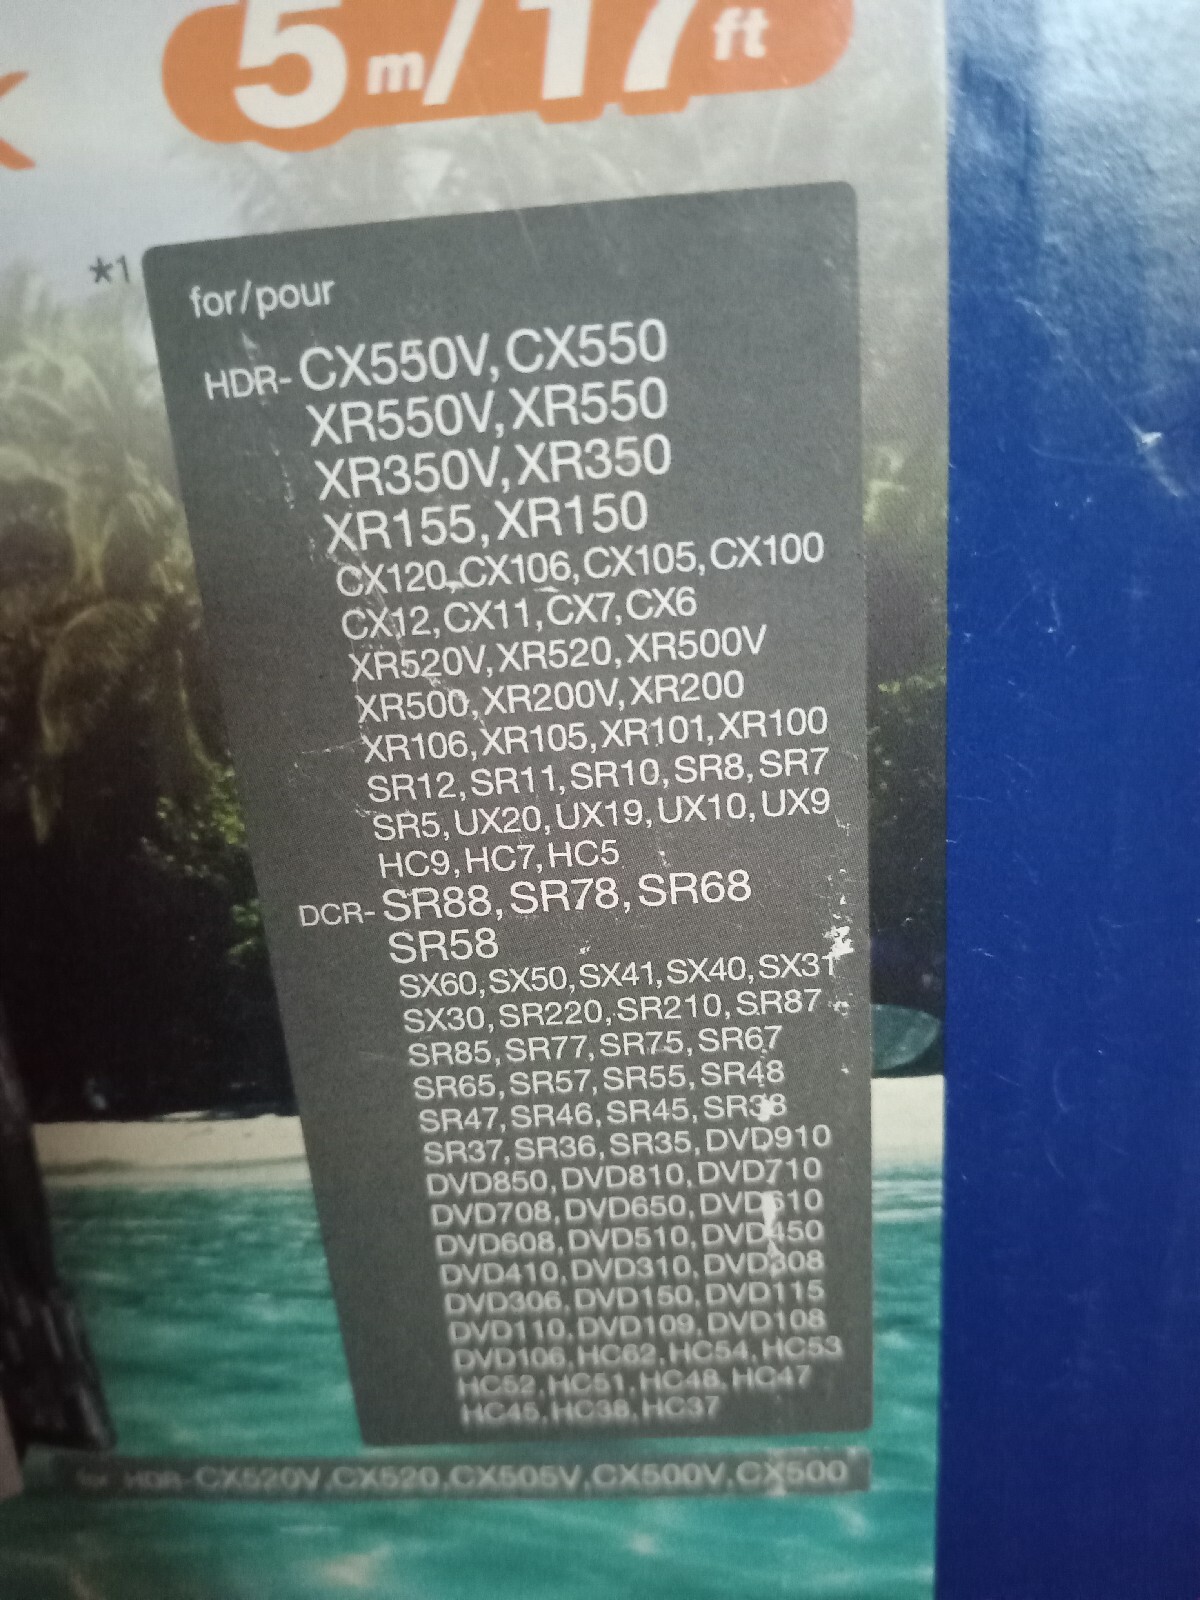 5m/17ft
*1
for/pour
HDR- CX550V, CX550
XR550V, XR550
XR350V, XR350
XR155, XR150
CX120, CX106, CX105, CX100
CX12, CX11, CX7, CX6
XR520V, XR520, XR500V
XR500, XR200V, XR200
XR106, XR105, XR101, XR100
SR12, SR11, SR10, SR8, SR7
SR5, UX20, UX19, UX10, UX9
HC9, HC7, HC5
DCR- SR88, SR78, SR68
SR58
SX60, SX50, SX41, SX40, SX31
SX30, SR220, SR210, SR87
SR85, SR77, SR75, SR67
SR65, SR57, SR55, SR48
SR47, SR46, SR45, SR38
SR37, SR36, SR35, DVD910
DVD850, DVD810, DVD710
DVD708, DVD650, DVD610
DVD608, DVD510, DVD450
DVD410, DVD310, DVD308
DVD306, DVD150, DVD115
DVD110, DVD109, DVD108
DVD106, HC62, HC54, HC53
HC52, HC51, HC48, HC47
HC45, HC38, HC37
for HDR-CX520V, CX520, CX505V, CX500V, CX500